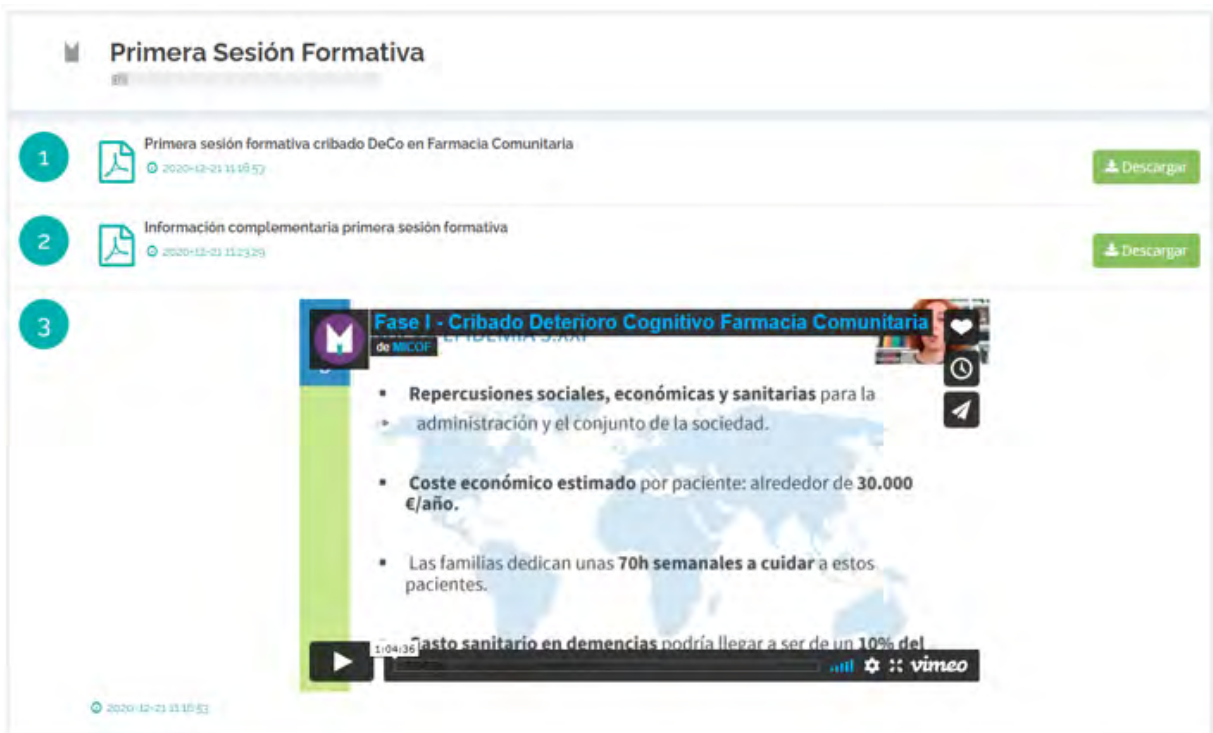 Primera Sesión Formativa
1
Primera sesión formativa cribado DeCo en Farmacia Comunitaria
2020-12-21 11:16:53
Descargar
2
Información complementaria primera sesión formativa
2020-12-21 11:23:29
Descargar
3
Fase I - Cribado Deterioro Cognitivo Farmacia Comunitaria
de MICOF
▪ Repercusiones sociales, económicas y sanitarias para la
administración y el conjunto de la sociedad.
▪ Coste económico estimado por paciente: alrededor de 30.000
€/año.
▪ Las familias dedican unas 70h semanales a cuidar a estos
pacientes.
Gasto sanitario en demencias podría llegar a ser de un 10% del
1:04:36
vimeo
2020-12-21 11:16:53